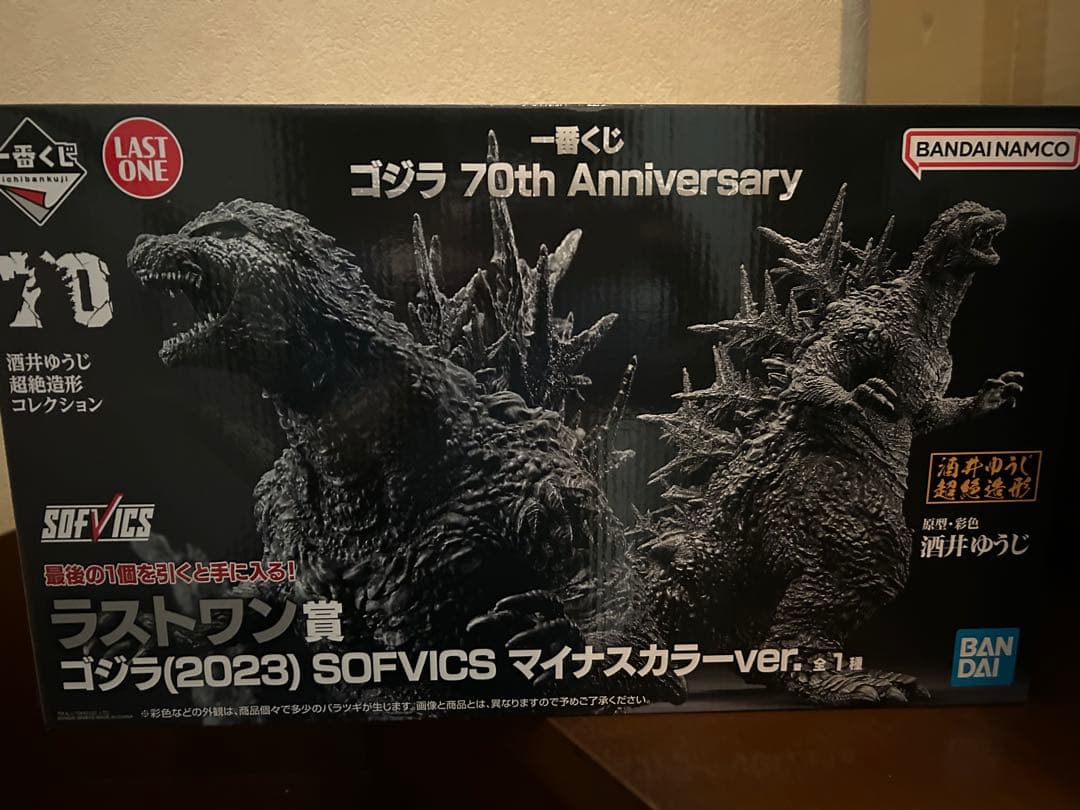 一番くじ
ichibankuji
LAST
ONE
一番くじ
ゴジラ 70th Anniversary
BANDAI NAMCO
70
酒井ゆうじ
超絶造形
コレクション
SOFVICS
酒井ゆうじ
超絶造形
原型・彩色
酒井ゆうじ
最後の1個を引くと手に入る!
ラストワン賞
ゴジラ(2023) SOFVICS マイナスカラーver. 全1種
BAN
DAI
※彩色などの外観は、商品個々で多少のバラツキが生じます。画像と商品とは、異なりますので予めご了承ください。